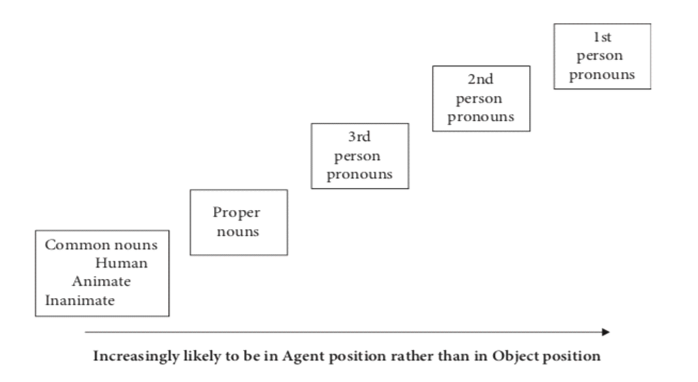 1st
person
pronouns
2nd
person
pronouns
3rd
person
pronouns
Proper
nouns
Common nouns
Human
Animate
Inanimate
Increasingly likely to be in Agent position rather than in Object position